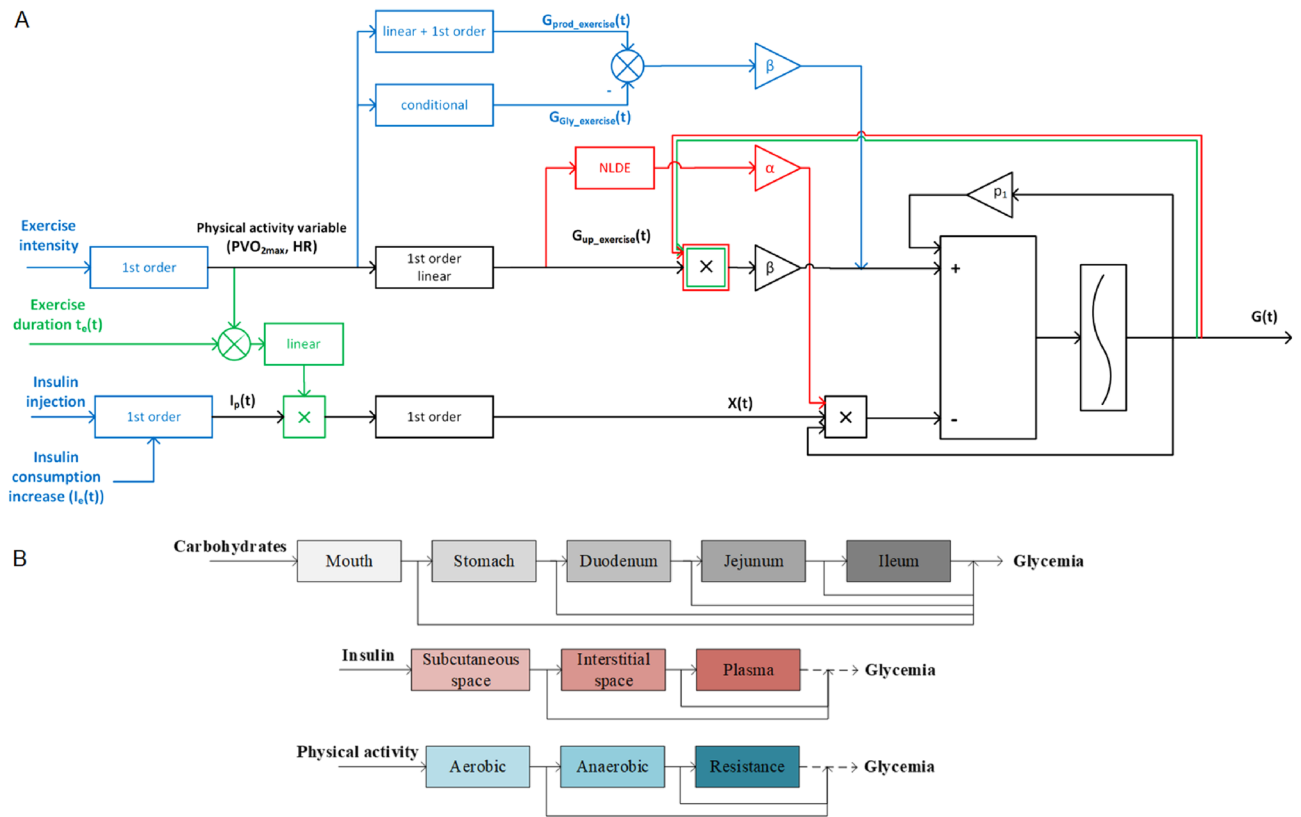 A
linear + 1st order
Gprod_exercise(t)
β
-
conditional
GGly_exercise(t)
NLDE
α
p1
Exercise
intensity
1st order
Physical activity variable
(PVO2max, HR)
1st order
linear
Gup_exercise(t)
×
β
+
G(t)
Exercise
duration te(t)
linear
Insulin
injection
1st order
Ip(t)
×
1st order
X(t)
×
-
Insulin
consumption
increase (Ie(t))
B
Carbohydrates
Mouth
Stomach
Duodenum
Jejunum
Ileum
Glycemia
Insulin
Subcutaneous
space
Interstitial
space
Plasma
Glycemia
Physical activity
Aerobic
Anaerobic
Resistance
Glycemia